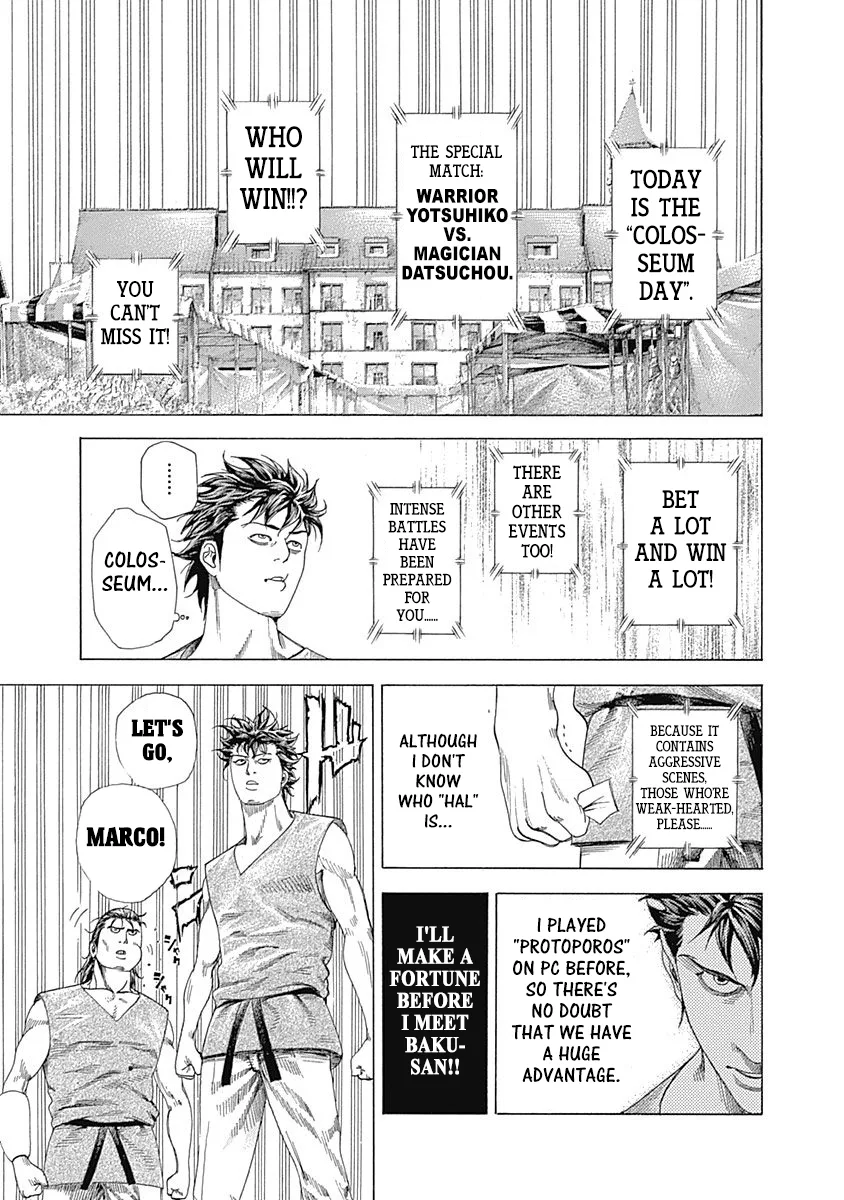 TODAY
IS THE
"COLOS-
SEUM
DAY".
THE SPECIAL
MATCH:
WARRIOR
YOTSUHIKO
VS.
MAGICIAN
DATSUCHOU.
WHO
WILL
WIN!!?
YOU
CAN'T
MISS IT!
BET
A LOT
AND WIN
A LOT!
THERE
ARE
OTHER
EVENTS
TOO!
INTENSE
BATTLES
HAVE
BEEN
PREPARED
FOR
YOU......
......
COLOS-
SEUM...
BECAUSE IT
CONTAINS
AGGRESSIVE
SCENES,
THOSE WHO'RE
WEAK-HEARTED,
PLEASE......
ALTHOUGH
I DON'T
KNOW
WHO "HAL"
IS...
I PLAYED
"PROTOPOROS"
ON PC BEFORE,
SO THERE'S
NO DOUBT
THAT WE HAVE
A HUGE
ADVANTAGE.
I'LL
MAKE A
FORTUNE
BEFORE
I MEET
BAKU-
SAN!!
LET'S
GO,
MARCO!